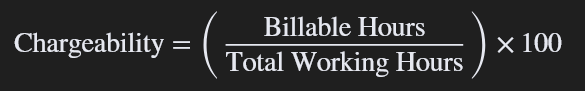 Chargeability = ( Billable Hours / Total Working Hours ) × 100